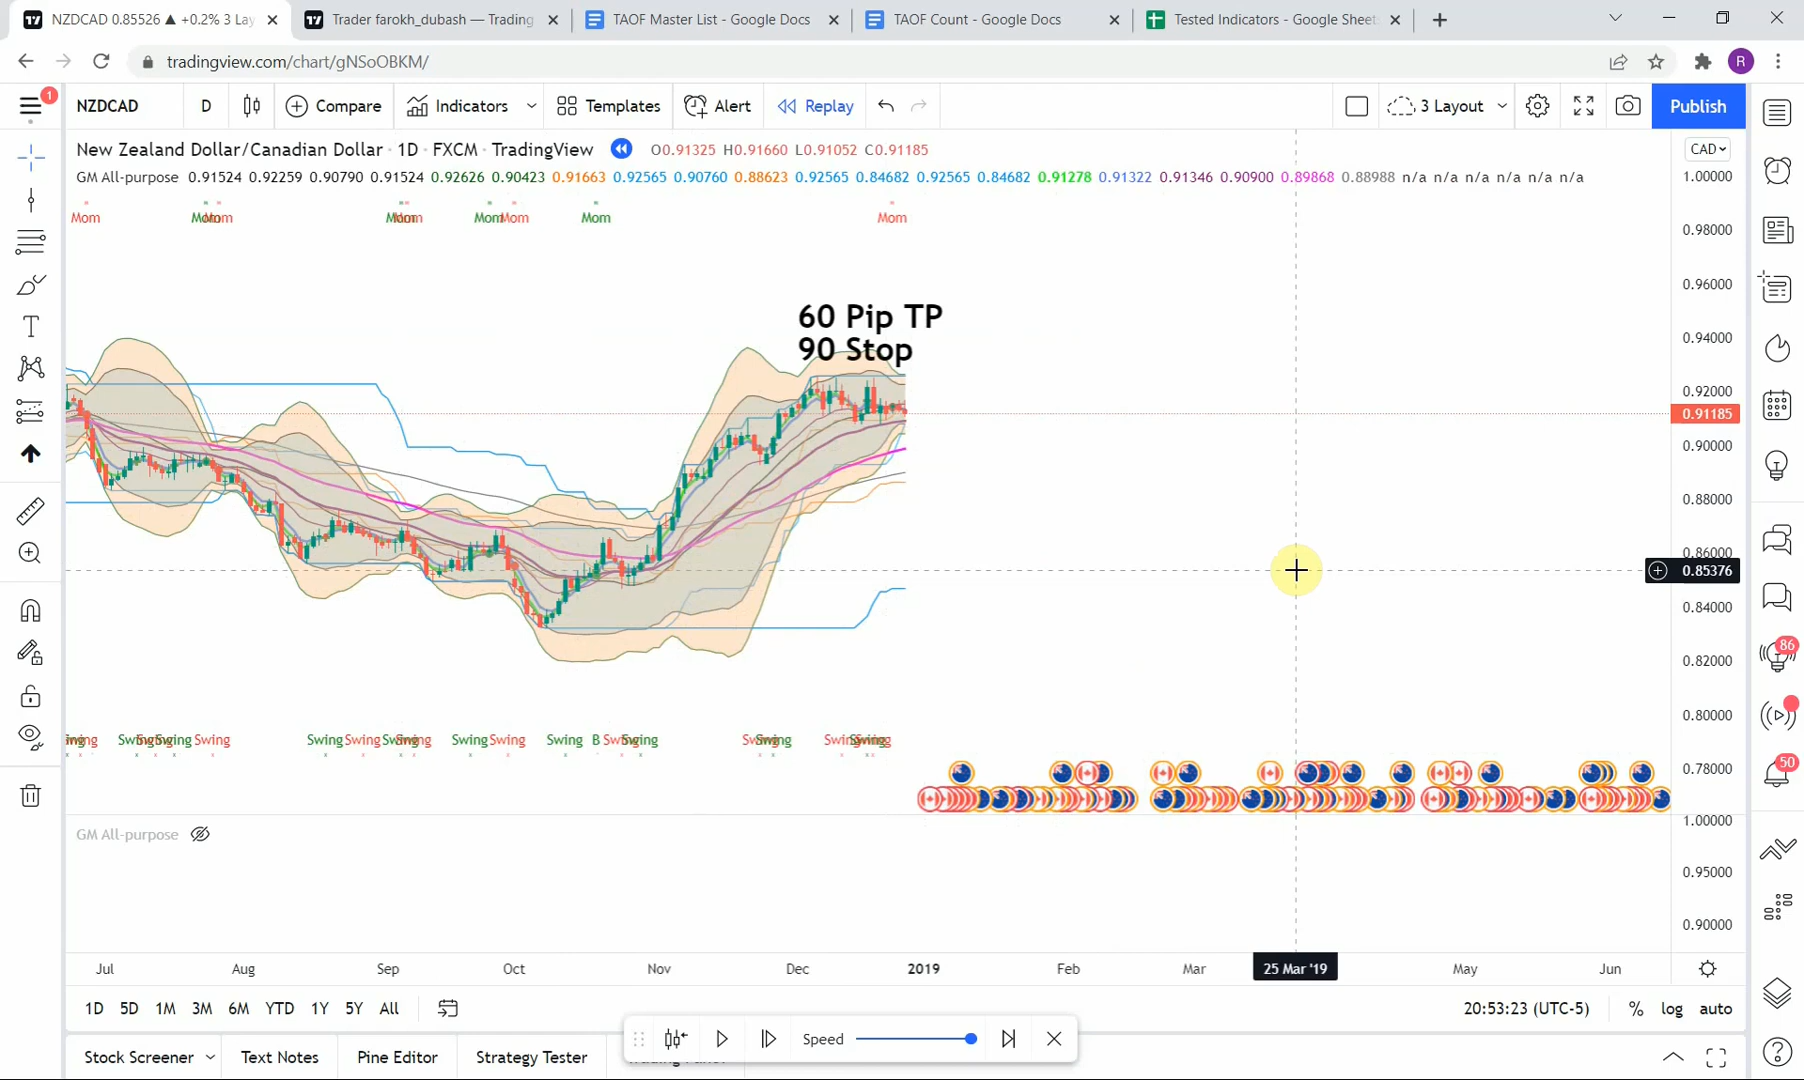 NZDCAD 0.85526 ▲ +0.2% 3 Lay
Trader farokh_dubash — Trading
TAOF Master List - Google Docs
TAOF Count - Google Docs
Tested Indicators - Google Sheets
tradingview.com/chart/gNSoOBKM/
R
1
NZDCAD
D
Compare
Indicators
Templates
Alert
Replay
3 Layout
Publish
New Zealand Dollar/Canadian Dollar · 1D · FXCM · TradingView
O0.91325 H0.91660 L0.91052 C0.91185
CAD
GM All-purpose 0.91524 0.92259 0.90790 0.91524 0.92626 0.90423 0.91663 0.92565 0.90760 0.88623 0.92565 0.84682 0.92565 0.84682 0.91278 0.91322 0.91346 0.90900 0.89868 0.88988 n/a n/a n/a n/a n/a n/a
1.00000
Mom Mom Mom Mom Mom Mom Mom Mom Mom
0.98000
0.96000
60 Pip TP
90 Stop
0.94000
0.92000
0.91185
0.90000
0.88000
0.86000
0.85376
0.84000
0.82000
86
0.80000
Swing Swing Swing Swing Swing Swing Swing Swing Swing Swing B Swing Swing
0.78000
50
GM All-purpose
1.00000
0.95000
0.90000
Jul Aug Sep Oct Nov Dec 2019 Feb Mar 25 Mar '19 May Jun
1D 5D 1M 3M 6M YTD 1Y 5Y All
20:53:23 (UTC-5) % log auto
Speed
Stock Screener Text Notes Pine Editor Strategy Tester